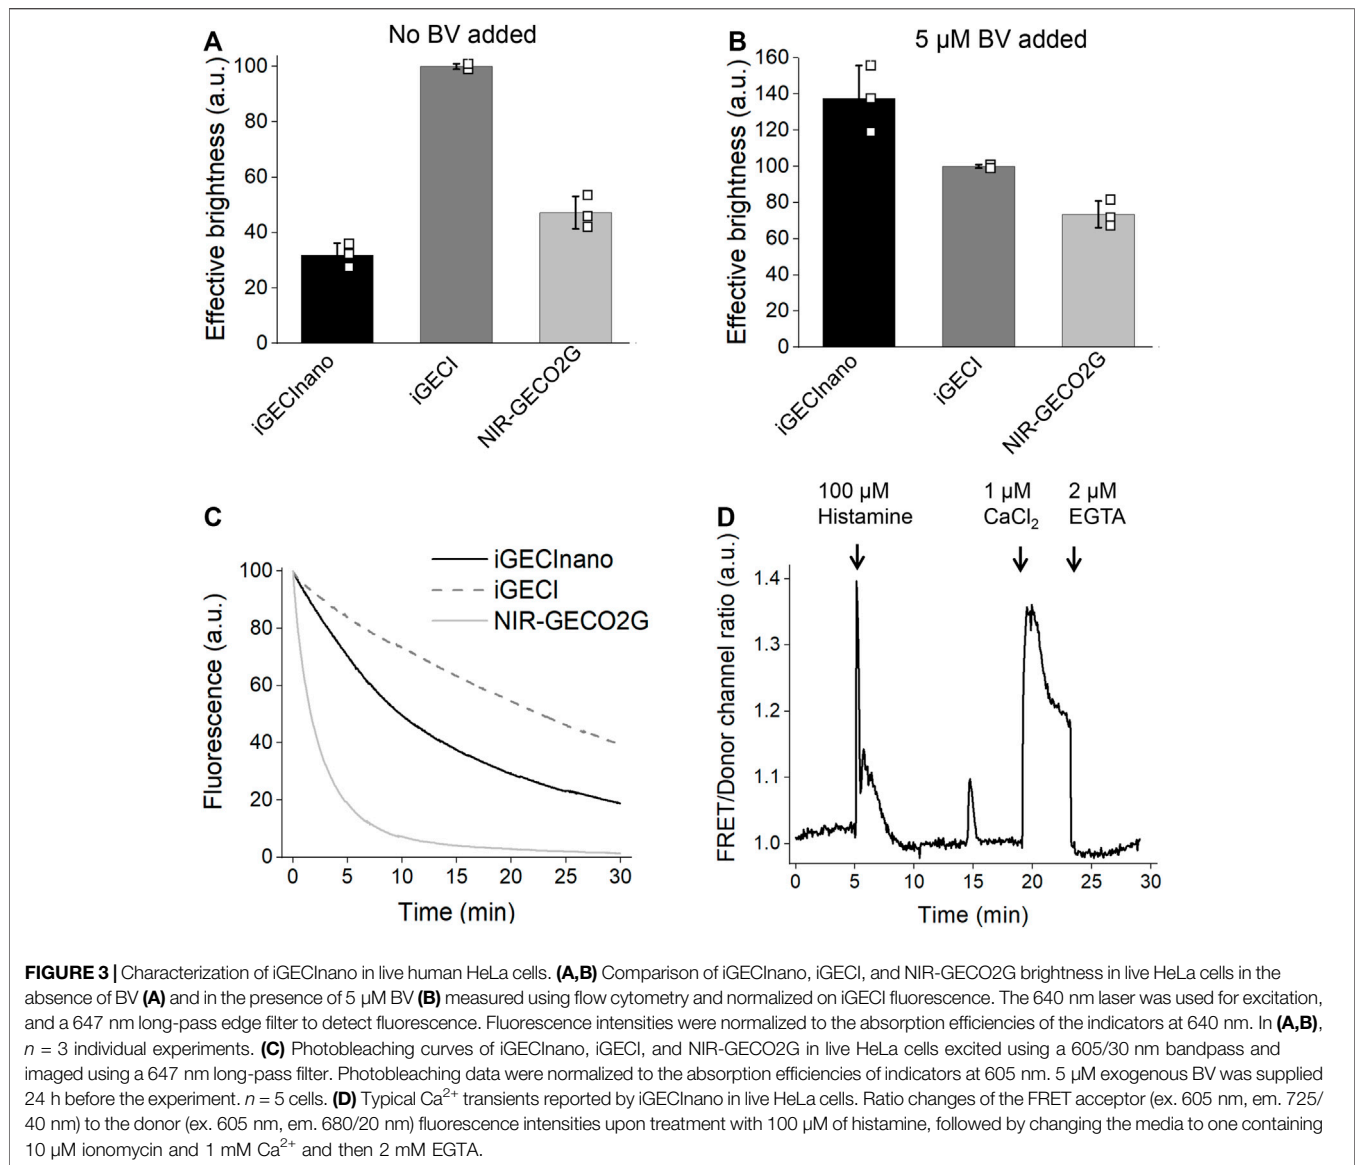 A
No BV added
Effective brightness (a.u.)
100
80
60
40
20
0
iGECInano
iGECI
NIR-GECO2G
B
5 µM BV added
Effective brightness (a.u.)
160
140
120
100
80
60
40
20
0
iGECInano
iGECI
NIR-GECO2G
C
iGECInano
iGECI
NIR-GECO2G
Fluorescence (a.u.)
100
80
60
40
20
0
0 5 10 15 20 25 30
Time (min)
D
100 µM
Histamine
1 µM
CaCl₂
2 µM
EGTA
FRET/Donor channel ratio (a.u.)
1.4
1.3
1.2
1.1
1.0
0 5 10 15 20 25 30
Time (min)
FIGURE 3 | Characterization of iGECInano in live human HeLa cells. (A,B) Comparison of iGECInano, iGECI, and NIR-GECO2G brightness in live HeLa cells in the
absence of BV (A) and in the presence of 5 µM BV (B) measured using flow cytometry and normalized on iGECI fluorescence. The 640 nm laser was used for excitation,
and a 647 nm long-pass edge filter to detect fluorescence. Fluorescence intensities were normalized to the absorption efficiencies of the indicators at 640 nm. In (A,B),
n = 3 individual experiments. (C) Photobleaching curves of iGECInano, iGECI, and NIR-GECO2G in live HeLa cells excited using a 605/30 nm bandpass and
imaged using a 647 nm long-pass filter. Photobleaching data were normalized to the absorption efficiencies of indicators at 605 nm. 5 µM exogenous BV was supplied
24 h before the experiment. n = 5 cells. (D) Typical Ca²⁺ transients reported by iGECInano in live HeLa cells. Ratio changes of the FRET acceptor (ex. 605 nm, em. 725/
40 nm) to the donor (ex. 605 nm, em. 680/20 nm) fluorescence intensities upon treatment with 100 µM of histamine, followed by changing the media to one containing
10 µM ionomycin and 1 mM Ca²⁺ and then 2 mM EGTA.